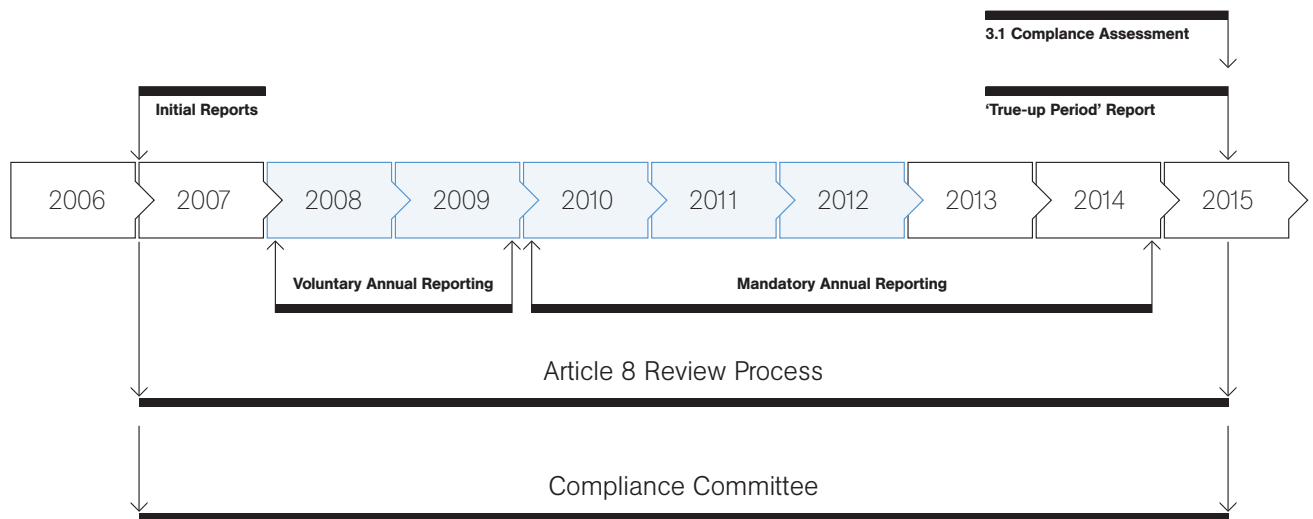 3.1 Complance Assessment
Initial Reports
‘True-up Period’ Report
2006 2007 2008 2009 2010 2011 2012 2013 2014 2015
Voluntary Annual Reporting
Mandatory Annual Reporting
Article 8 Review Process
Compliance Committee